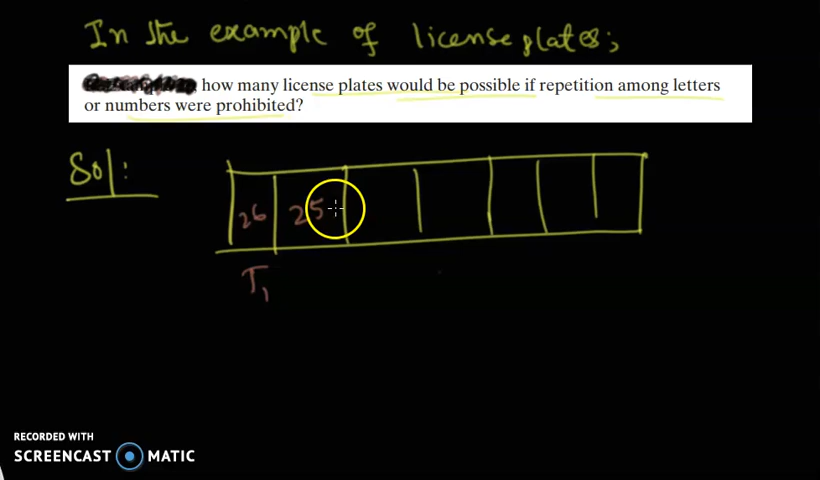 In the example of license plates;
how many license plates would be possible if repetition among letters
or numbers were prohibited?
Sol:
26 25
T1
RECORDED WITH
SCREENCAST MATIC